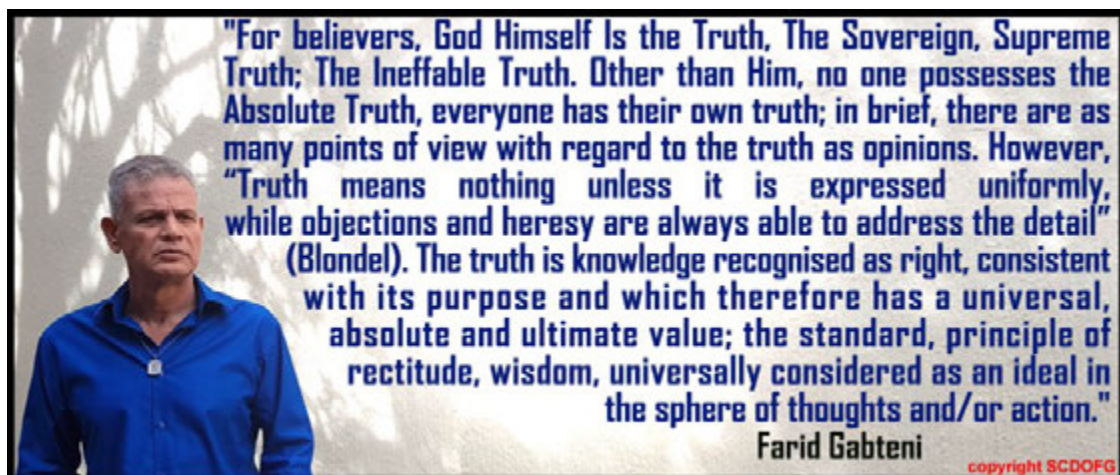 "For believers, God Himself Is the Truth, The Sovereign, Supreme
Truth; The Ineffable Truth. Other than Him, no one possesses the
Absolute Truth, everyone has their own truth; in brief, there are as
many points of view with regard to the truth as opinions. However,
“Truth means nothing unless it is expressed uniformly,
while objections and heresy are always able to address the detail”
(Blondel). The truth is knowledge recognised as right, consistent
with its purpose and which therefore has a universal,
absolute and ultimate value; the standard, principle of
rectitude, wisdom, universally considered as an ideal in
the sphere of thoughts and/or action."
Farid Gabteni
copyright SCDOFG